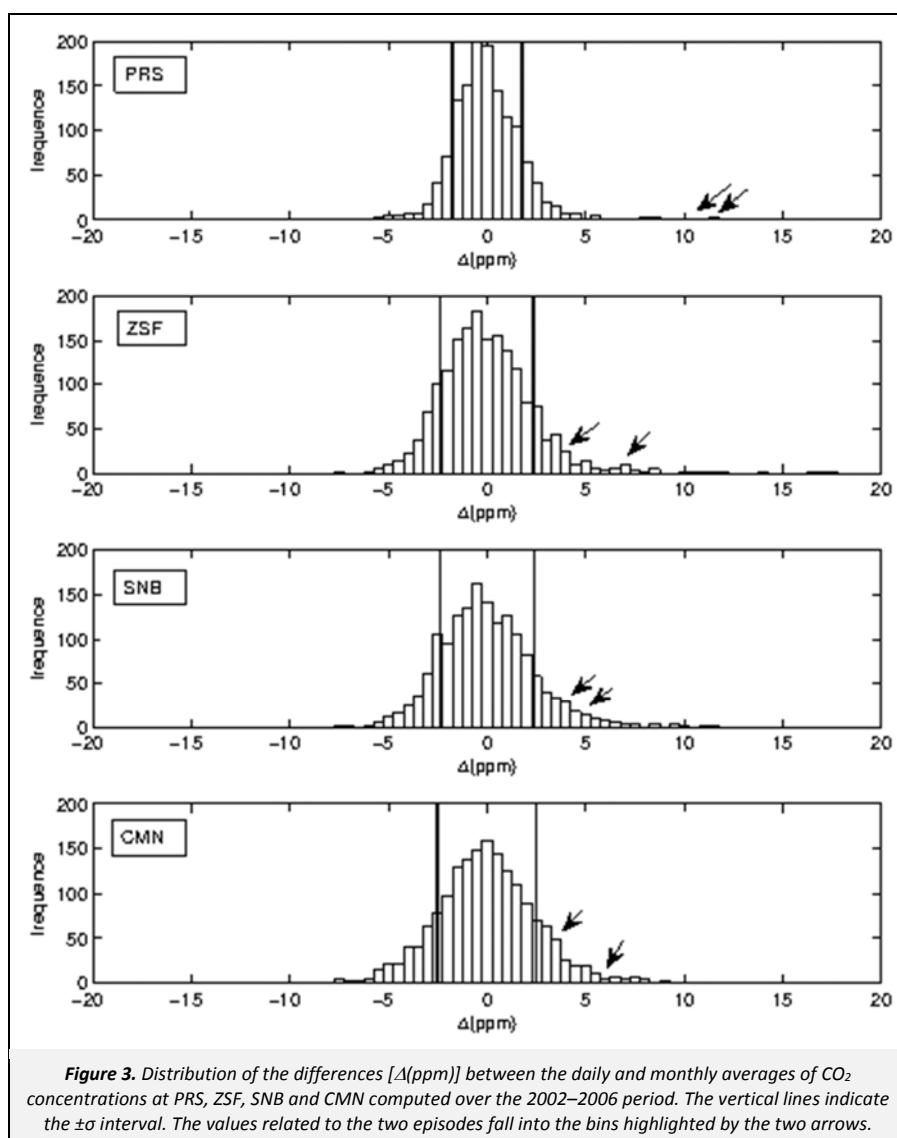 200
150
100
50
0
frequence
PRS
-20 -15 -10 -5 0 5 10 15 20
Δ(ppm)
200
150
100
50
0
frequence
ZSF
-20 -15 -10 -5 0 5 10 15 20
Δ(ppm)
200
150
100
50
0
frequence
SNB
-20 -15 -10 -5 0 5 10 15 20
Δ(ppm)
200
150
100
50
0
frequence
CMN
-20 -15 -10 -5 0 5 10 15 20
Δ(ppm)
Figure 3. Distribution of the differences [Δ(ppm)] between the daily and monthly averages of CO₂
concentrations at PRS, ZSF, SNB and CMN computed over the 2002–2006 period. The vertical lines indicate
the ±σ interval. The values related to the two episodes fall into the bins highlighted by the two arrows.